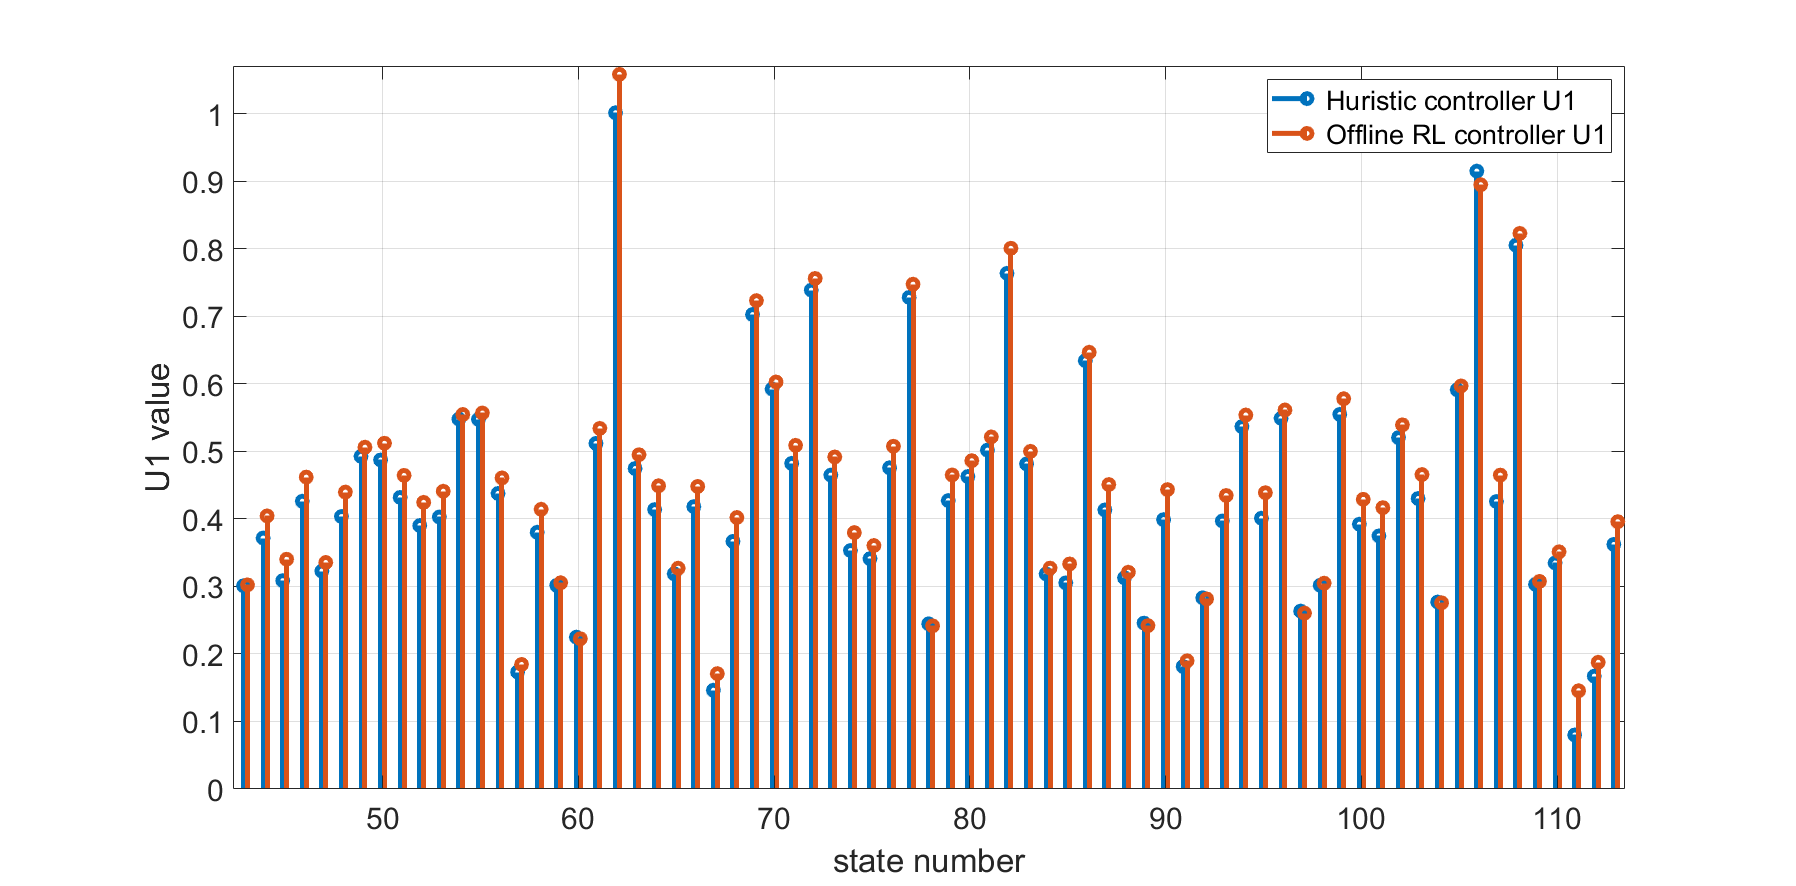 Huristic controller U1
Offline RL controller U1
1
0.9
0.8
0.7
0.6
0.5
0.4
0.3
0.2
0.1
0
U1 value
50 60 70 80 90 100 110
state number